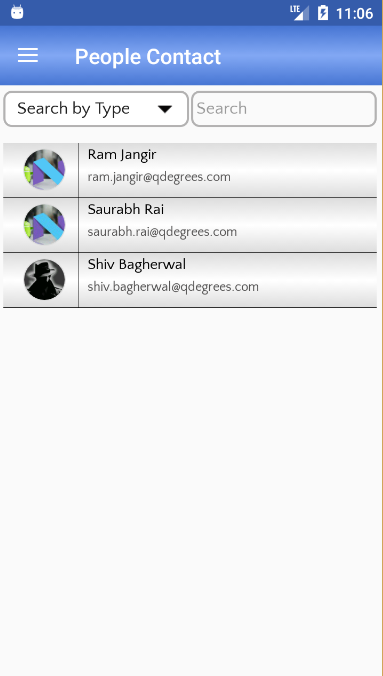 LTE 11:06
People Contact
Search by Type Search
Ram Jangir
ram.jangir@qdegrees.com
Saurabh Rai
saurabh.rai@qdegrees.com
Shiv Bagherwal
shiv.bagherwal@qdegrees.com